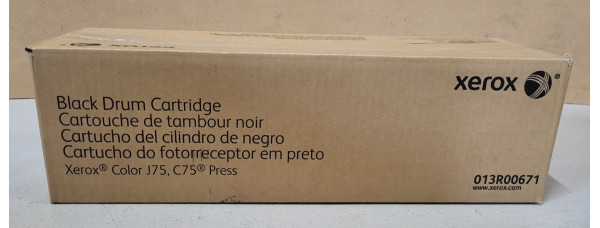 xerox
xerox
Black Drum Cartridge
Cartouche de tambour noir
Cartucho del cilindro de negro
Cartucho do fotorreceptor em preto
Xerox® Color J75, C75® Press
013R00671
www.xerox.com